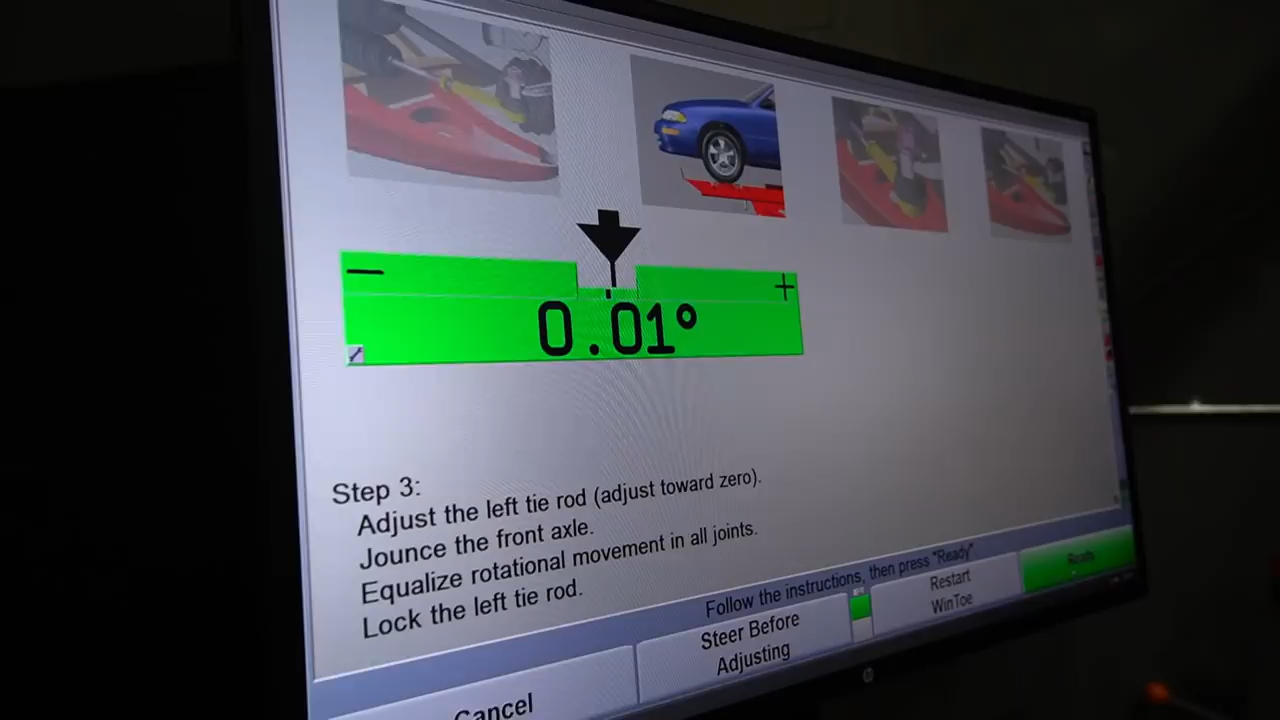 −
+
0.01°
Step 3:
Adjust the left tie rod (adjust toward zero).
Jounce the front axle.
Equalize rotational movement in all joints.
Lock the left tie rod.
Follow the instructions, then press "Ready"
Cancel
Steer Before
Adjusting
Restart
WinToe
Ready
hp